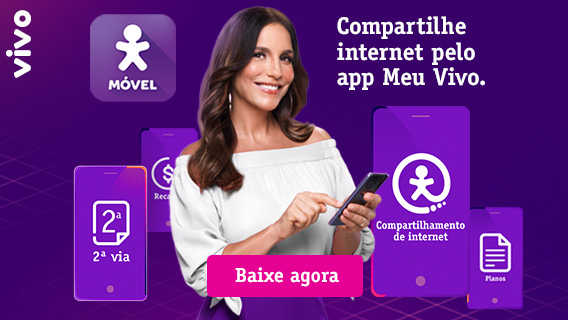 vivo
MÓVEL
Compartilhe
internet pelo
app Meu Vivo.
$
2ª
2ª via
Compartilhamento
de internet
Planos
Baixe agora